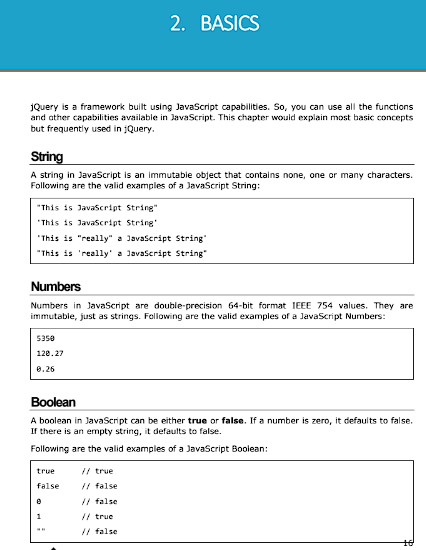 2. BASICS
jQuery is a framework built using JavaScript capabilities. So, you can use all the functions
and other capabilities available in JavaScript. This chapter would explain most basic concepts
but frequently used in jQuery.
String
A string in JavaScript is an immutable object that contains none, one or many characters.
Following are the valid examples of a JavaScript String:
"This is JavaScript String"
'This is JavaScript String'
'This is "really" a JavaScript String'
"This is 'really' a JavaScript String"
Numbers
Numbers in JavaScript are double-precision 64-bit format IEEE 754 values. They are
immutable, just as strings. Following are the valid examples of a JavaScript Numbers:
5350
120.27
0.26
Boolean
A boolean in JavaScript can be either true or false. If a number is zero, it defaults to false.
If there is an empty string, it defaults to false.
Following are the valid examples of a JavaScript Boolean:
true // true
false // false
0 // false
1 // true
"" // false
16